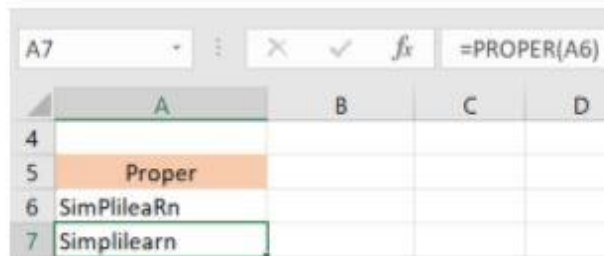 A7 fx =PROPER(A6)
A B C D
4
5 Proper
6 SimPlileaRn
7 Simplilearn